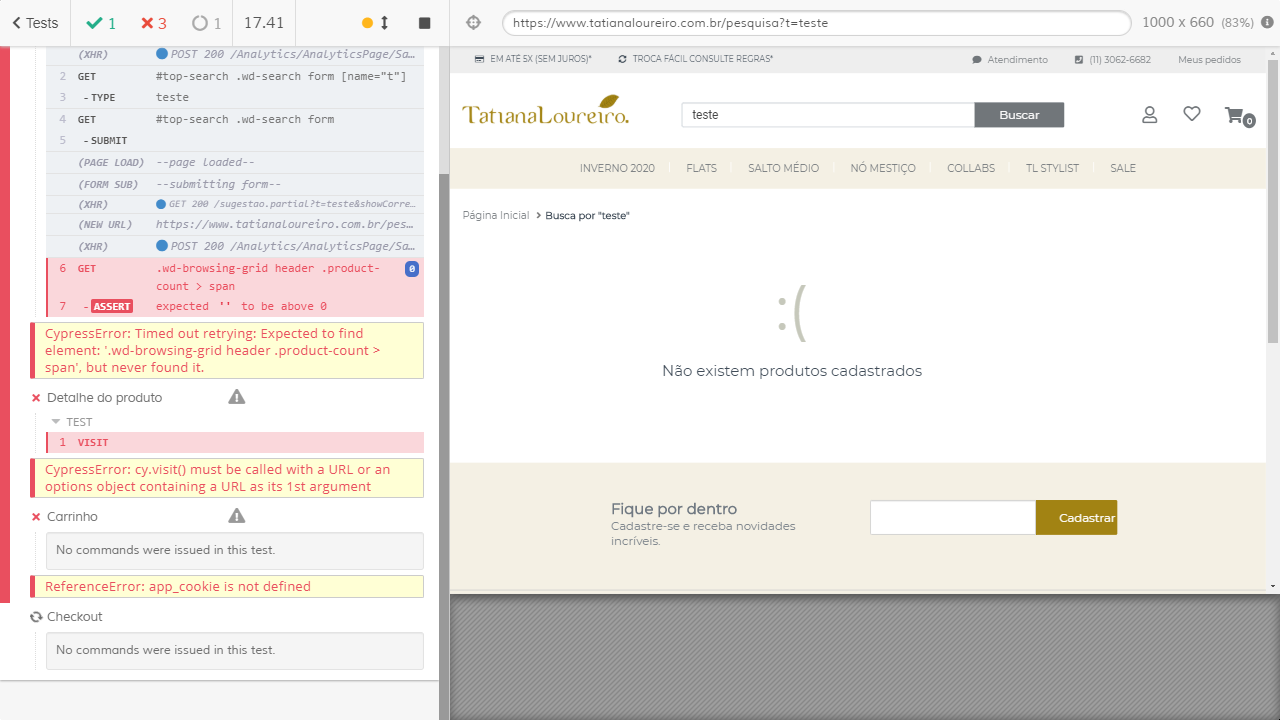 Tests
1
3
1
17.41
(XHR) POST 200 /Analytics/AnalyticsPage/Sa…
2 GET #top-search .wd-search form [name="t"]
3 - TYPE teste
4 GET #top-search .wd-search form
5 - SUBMIT
(PAGE LOAD) --page loaded--
(FORM SUB) --submitting form--
(XHR) GET 200 /sugestao.partial?t=teste&showCorre…
(NEW URL) https://www.tatianaloureiro.com.br/pes…
(XHR) POST 200 /Analytics/AnalyticsPage/Sa…
6 GET .wd-browsing-grid header .product- 0
count > span
7 - ASSERT expected '' to be above 0
CypressError: Timed out retrying: Expected to find
element: '.wd-browsing-grid header .product-count >
span', but never found it.
Detalhe do produto
TEST
1 VISIT
CypressError: cy.visit() must be called with a URL or an
options object containing a URL as its 1st argument
Carrinho
No commands were issued in this test.
ReferenceError: app_cookie is not defined
Checkout
No commands were issued in this test.
https://www.tatianaloureiro.com.br/pesquisa?t=teste
1000 x 660 (83%)
EM ATÉ 5X (SEM JUROS)* TROCA FÁCIL CONSULTE REGRAS* Atendimento (11) 3062-6682 Meus pedidos
TatianaLoureiro. teste Buscar 0
INVERNO 2020 FLATS SALTO MÉDIO NÓ MESTIÇO COLLABS TL STYLIST SALE
Página Inicial > Busca por "teste"
:(
Não existem produtos cadastrados
Fique por dentro
Cadastre-se e receba novidades
incríveis.
Cadastrar